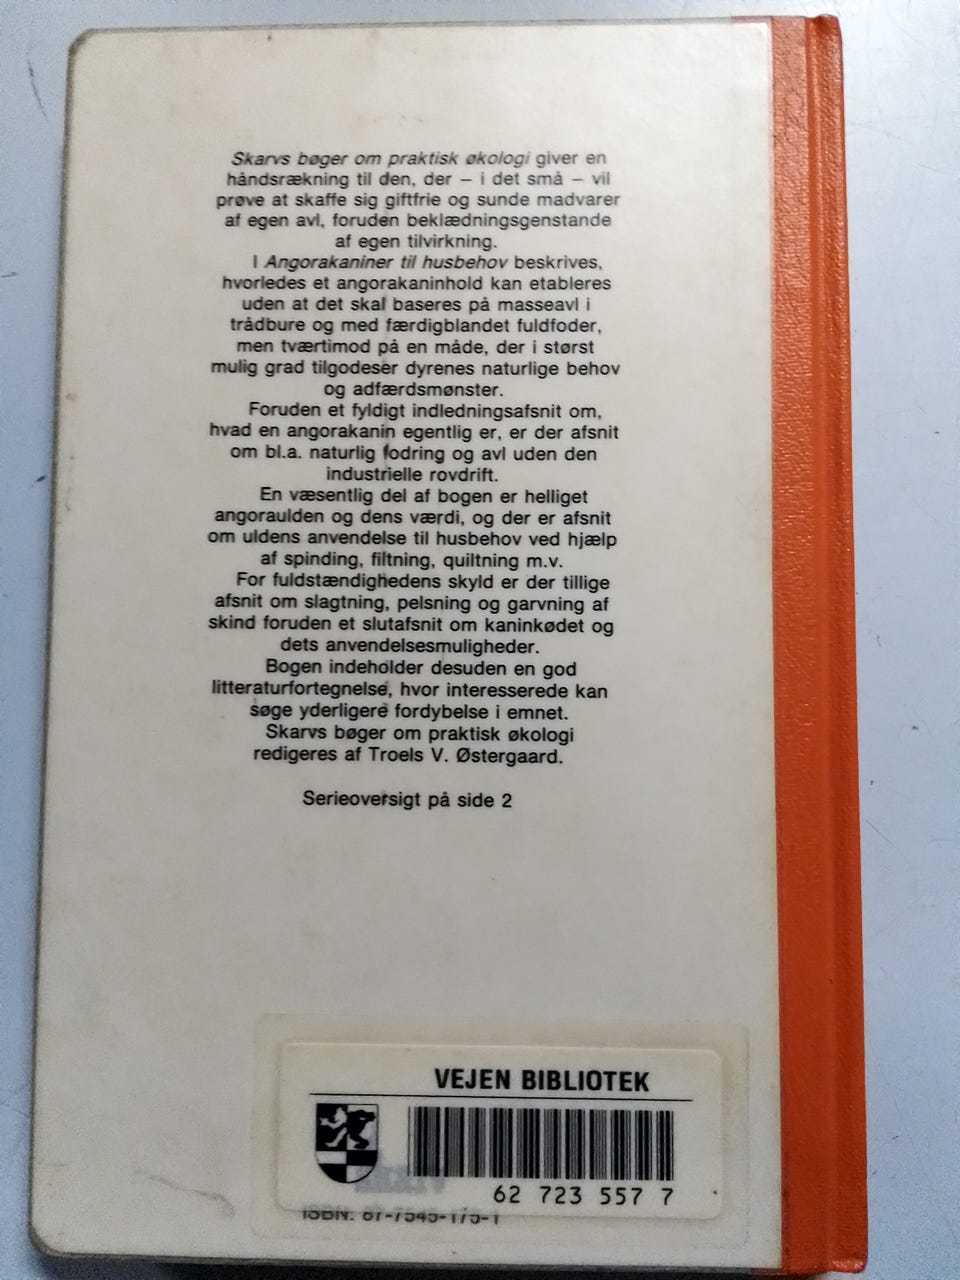 Skarvs bøger om praktisk økologi giver en
håndsrækning til den, der – i det små – vil
prøve at skaffe sig giftfrie og sunde madvarer
af egen avl, foruden beklædningsgenstande
af egen tilvirkning.
I Angorakaniner til husbehov beskrives,
hvorledes et angorakaninhold kan etableres
uden at det skal baseres på masseavl i
trådbure og med færdigblandet fuldfoder,
men tværtimod på en måde, der i størst
mulig grad tilgodeser dyrenes naturlige behov
og adfærdsmønster.
Foruden et fyldigt indledningsafsnit om,
hvad en angorakanin egentlig er, er der afsnit
om bl.a. naturlig fodring og avl uden den
industrielle rovdrift.
En væsentlig del af bogen er helliget
angoraulden og dens værdi, og der er afsnit
om uldens anvendelse til husbehov ved hjælp
af spinding, filtning, quiltning m.v.
For fuldstændighedens skyld er der tillige
afsnit om slagtning, pelsning og garvning af
skind foruden et slutafsnit om kaninkødet og
dets anvendelsesmuligheder.
Bogen indeholder desuden en god
litteraturfortegnelse, hvor interesserede kan
søge yderligere fordybelse i emnet.
Skarvs bøger om praktisk økologi
redigeres af Troels V. Østergaard.
Serieoversigt på side 2
VEJEN BIBLIOTEK
62 723 557 7
ISBN: 87-7545-175-1